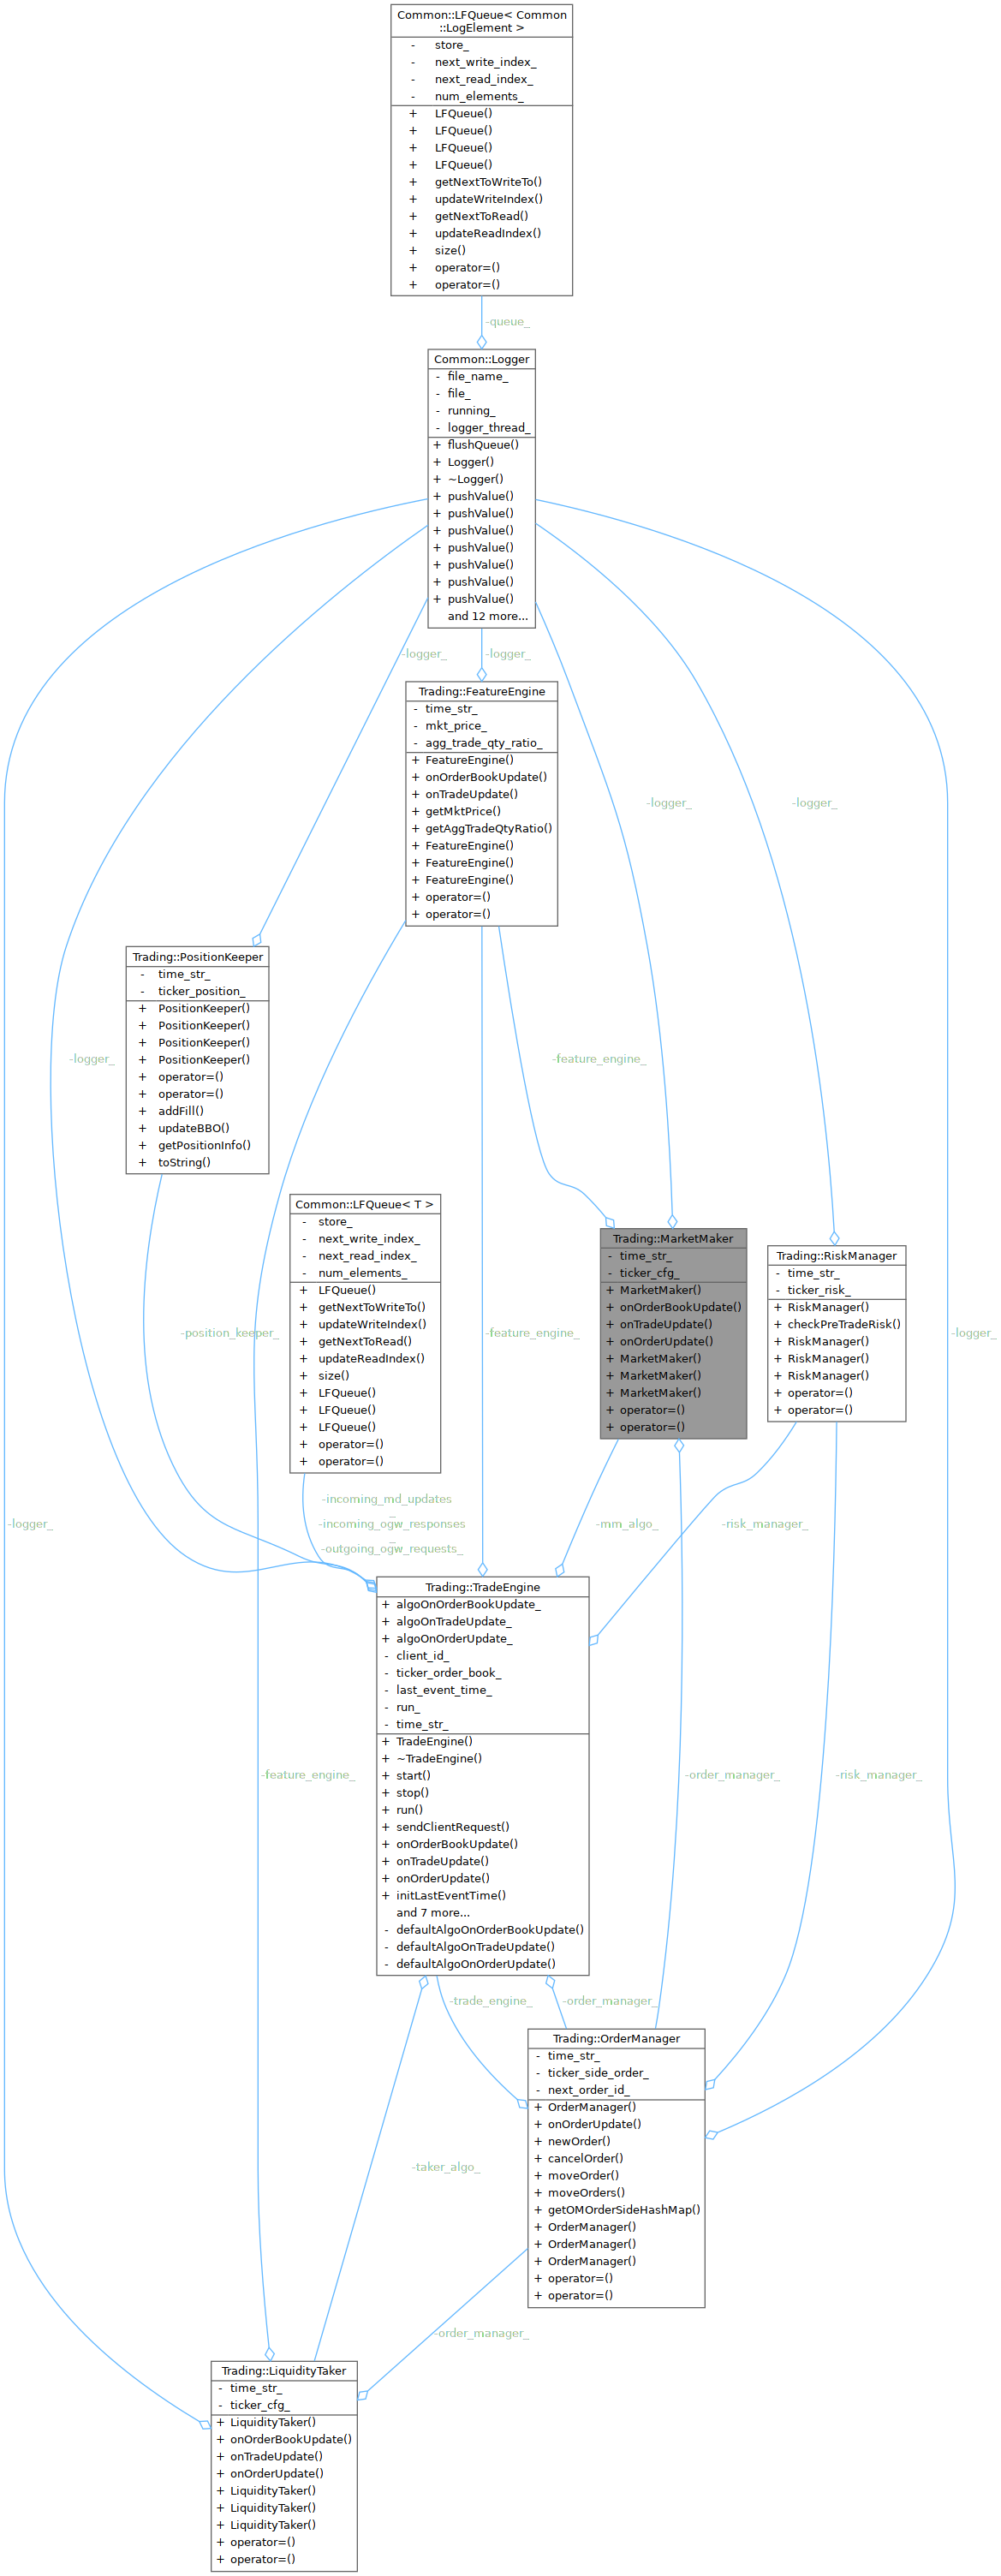 Common::LFQueue< Common
::LogElement >
- store_
- next_write_index_
- next_read_index_
- num_elements_
+ LFQueue()
+ LFQueue()
+ LFQueue()
+ LFQueue()
+ getNextToWriteTo()
+ updateWriteIndex()
+ getNextToRead()
+ updateReadIndex()
+ size()
+ operator=()
+ operator=()
-queue_
Common::Logger
- file_name_
- file_
- running_
- logger_thread_
+ flushQueue()
+ Logger()
+ ~Logger()
+ pushValue()
+ pushValue()
+ pushValue()
+ pushValue()
+ pushValue()
+ pushValue()
+ pushValue()
and 12 more...
-logger_
-logger_
Trading::FeatureEngine
- time_str_
- mkt_price_
- agg_trade_qty_ratio_
+ FeatureEngine()
+ onOrderBookUpdate()
+ onTradeUpdate()
+ getMktPrice()
+ getAggTradeQtyRatio()
+ FeatureEngine()
+ FeatureEngine()
+ FeatureEngine()
+ operator=()
+ operator=()
-logger_
-logger_
Trading::PositionKeeper
- time_str_
- ticker_position_
+ PositionKeeper()
+ PositionKeeper()
+ PositionKeeper()
+ PositionKeeper()
+ operator=()
+ operator=()
+ addFill()
+ updateBBO()
+ getPositionInfo()
+ toString()
-logger_
-feature_engine_
Common::LFQueue< T >
- store_
- next_write_index_
- next_read_index_
- num_elements_
+ LFQueue()
+ getNextToWriteTo()
+ updateWriteIndex()
+ getNextToRead()
+ updateReadIndex()
+ size()
+ LFQueue()
+ LFQueue()
+ LFQueue()
+ operator=()
+ operator=()
Trading::MarketMaker
- time_str_
- ticker_cfg_
+ MarketMaker()
+ onOrderBookUpdate()
+ onTradeUpdate()
+ onOrderUpdate()
+ MarketMaker()
+ MarketMaker()
+ MarketMaker()
+ operator=()
+ operator=()
Trading::RiskManager
- time_str_
- ticker_risk_
+ RiskManager()
+ checkPreTradeRisk()
+ RiskManager()
+ RiskManager()
+ RiskManager()
+ operator=()
+ operator=()
-position_keeper_
-feature_engine_
-logger_
-logger_
-incoming_md_updates
_
-incoming_ogw_responses
_
-outgoing_ogw_requests_
-mm_algo_
-risk_manager_
Trading::TradeEngine
+ algoOnOrderBookUpdate_
+ algoOnTradeUpdate_
+ algoOnOrderUpdate_
- client_id_
- ticker_order_book_
- last_event_time_
- run_
- time_str_
+ TradeEngine()
+ ~TradeEngine()
+ start()
+ stop()
+ run()
+ sendClientRequest()
+ onOrderBookUpdate()
+ onTradeUpdate()
+ onOrderUpdate()
+ initLastEventTime()
and 7 more...
- defaultAlgoOnOrderBookUpdate()
- defaultAlgoOnTradeUpdate()
- defaultAlgoOnOrderUpdate()
-feature_engine_
-order_manager_
-risk_manager_
-trade_engine_
-order_manager_
Trading::OrderManager
- time_str_
- ticker_side_order_
- next_order_id_
+ OrderManager()
+ onOrderUpdate()
+ newOrder()
+ cancelOrder()
+ moveOrder()
+ moveOrders()
+ getOMOrderSideHashMap()
+ OrderManager()
+ OrderManager()
+ OrderManager()
+ operator=()
+ operator=()
-taker_algo_
-order_manager_
Trading::LiquidityTaker
- time_str_
- ticker_cfg_
+ LiquidityTaker()
+ onOrderBookUpdate()
+ onTradeUpdate()
+ onOrderUpdate()
+ LiquidityTaker()
+ LiquidityTaker()
+ LiquidityTaker()
+ operator=()
+ operator=()